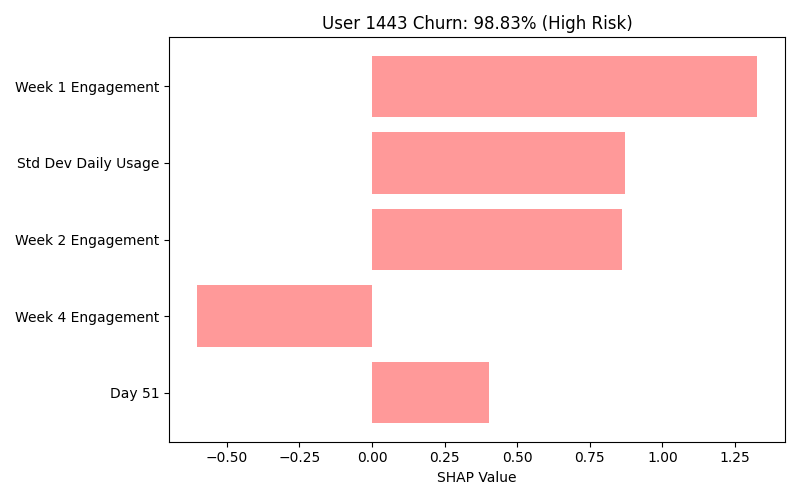 User 1443 Churn: 98.83% (High Risk)
Week 1 Engagement
Std Dev Daily Usage
Week 2 Engagement
Week 4 Engagement
Day 51
−0.50 −0.25 0.00 0.25 0.50 0.75 1.00 1.25
SHAP Value